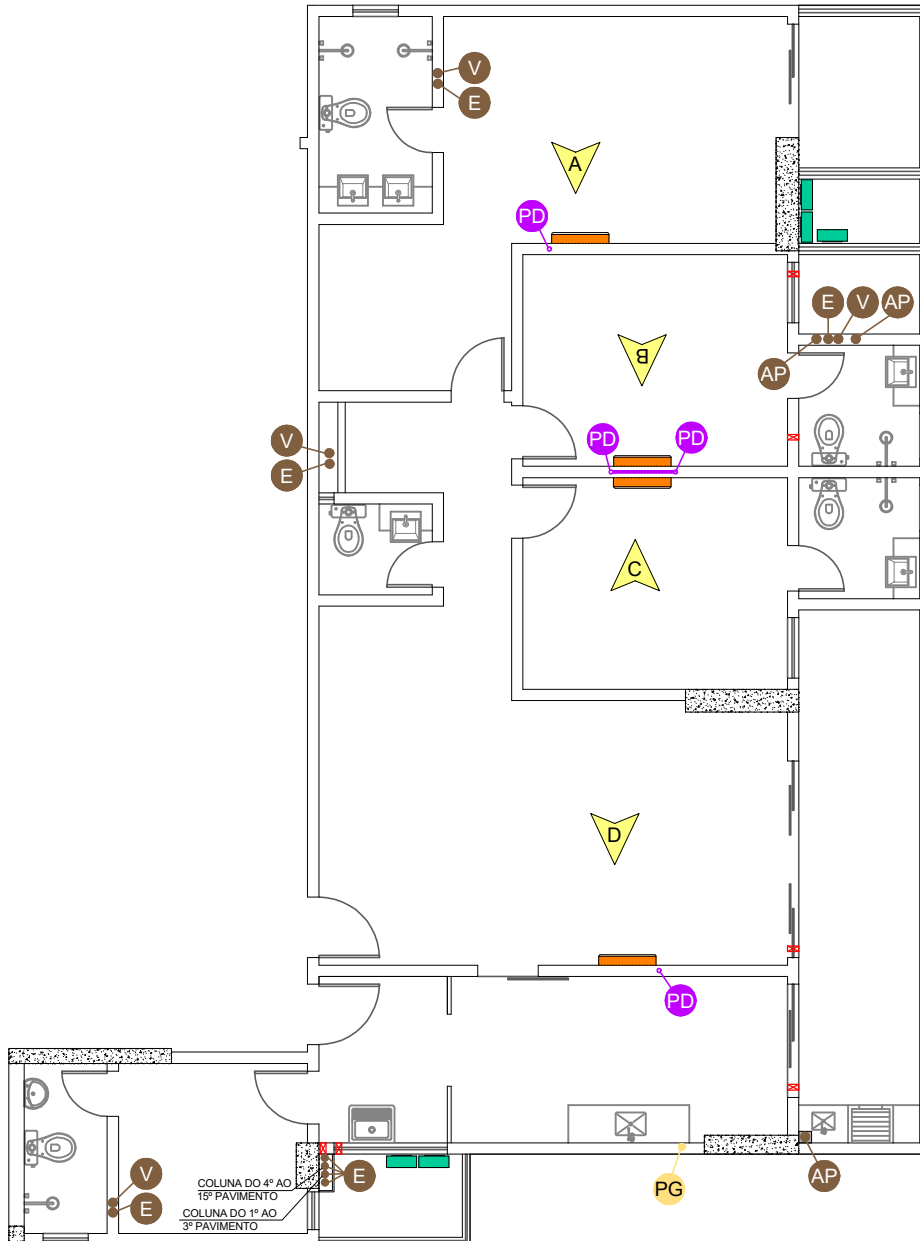 V
E
A
PD
E
V
AP
AP
B
PD
PD
V
E
C
D
PD
V
E
COLUNA DO 4º AO
15º PAVIMENTO
COLUNA DO 1º AO
3º PAVIMENTO
E
PG
AP